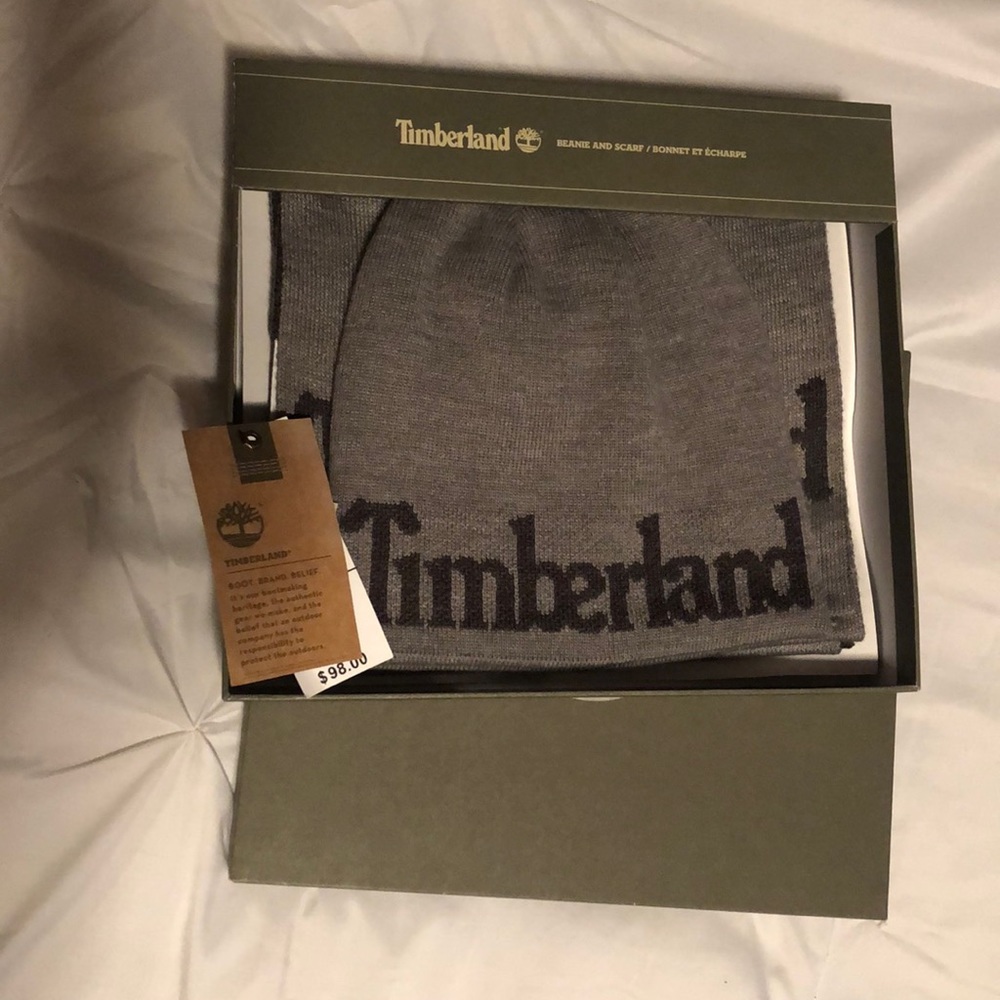 Timberland BEANIE AND SCARF / BONNET ET ÉCHARPE
Timberland
TIMBERLAND®
BOOT. BRAND. BELIEF.
It's our bootmaking
heritage, the authentic
gear we make, and the
belief that an outdoor
company has the
responsibility to
protect the outdoors.
$98.00